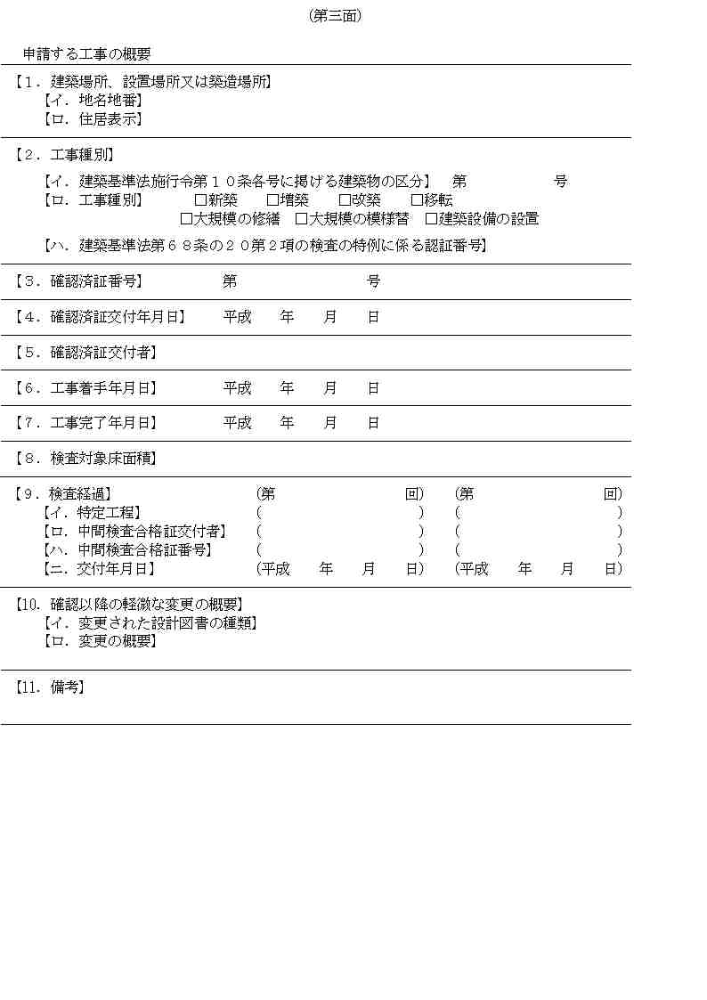 (第三面)
申請する工事の概要
【１．建築場所、設置場所又は築造場所】
【イ．地名地番】
【ロ．住居表示】
【２．工事種別】
【イ．建築基準法施行令第１０条各号に掲げる建築物の区分】　第　　　　　　号
【ロ．工事種別】　　　□新築　　□増築　　□改築　　□移転
□大規模の修繕　□大規模の模様替　□建築設備の設置
【ハ．建築基準法第６８条の２０第２項の検査の特例に係る認証番号】
【３．確認済証番号】　　　　　第　　　　　　　　　号
【４．確認済証交付年月日】　　平成　　年　　月　　日
【５．確認済証交付者】
【６．工事着手年月日】　　　　平成　　年　　月　　日
【７．工事完了年月日】　　　　平成　　年　　月　　日
【８．検査対象床面積】
【９．検査経過】　　　　　　　　　(第　　　　　　　　　回)　　(第　　　　　　　　　回)
【イ．特定工程】　　　　　　　　(　　　　　　　　　　　)　　(　　　　　　　　　　　)
【ロ．中間検査合格証交付者】　　(　　　　　　　　　　　)　　(　　　　　　　　　　　)
【ハ．中間検査合格証番号】　　　(　　　　　　　　　　　)　　(　　　　　　　　　　　)
【ニ．交付年月日】　　　　　　　(平成　　年　　月　　日)　　(平成　　年　　月　　日)
【10．確認以降の軽微な変更の概要】
【イ．変更された設計図書の種類】
【ロ．変更の概要】
【11．備考】